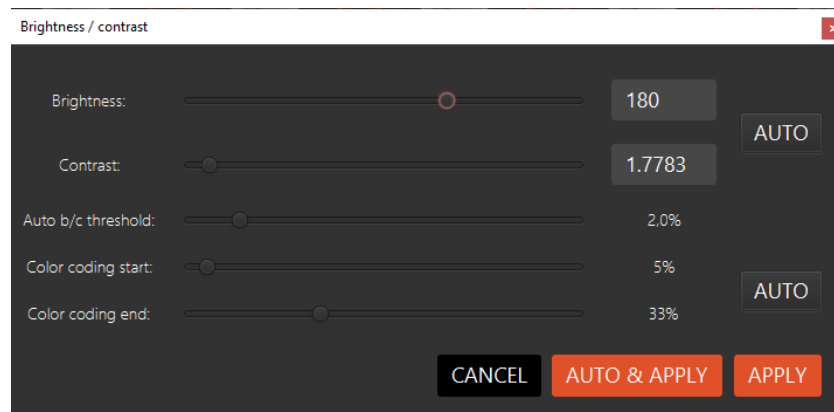 Brightness / contrast
Brightness: 180
AUTO
Contrast: 1.7783
Auto b/c threshold: 2,0%
Color coding start: 5%
AUTO
Color coding end: 33%
CANCEL AUTO & APPLY APPLY